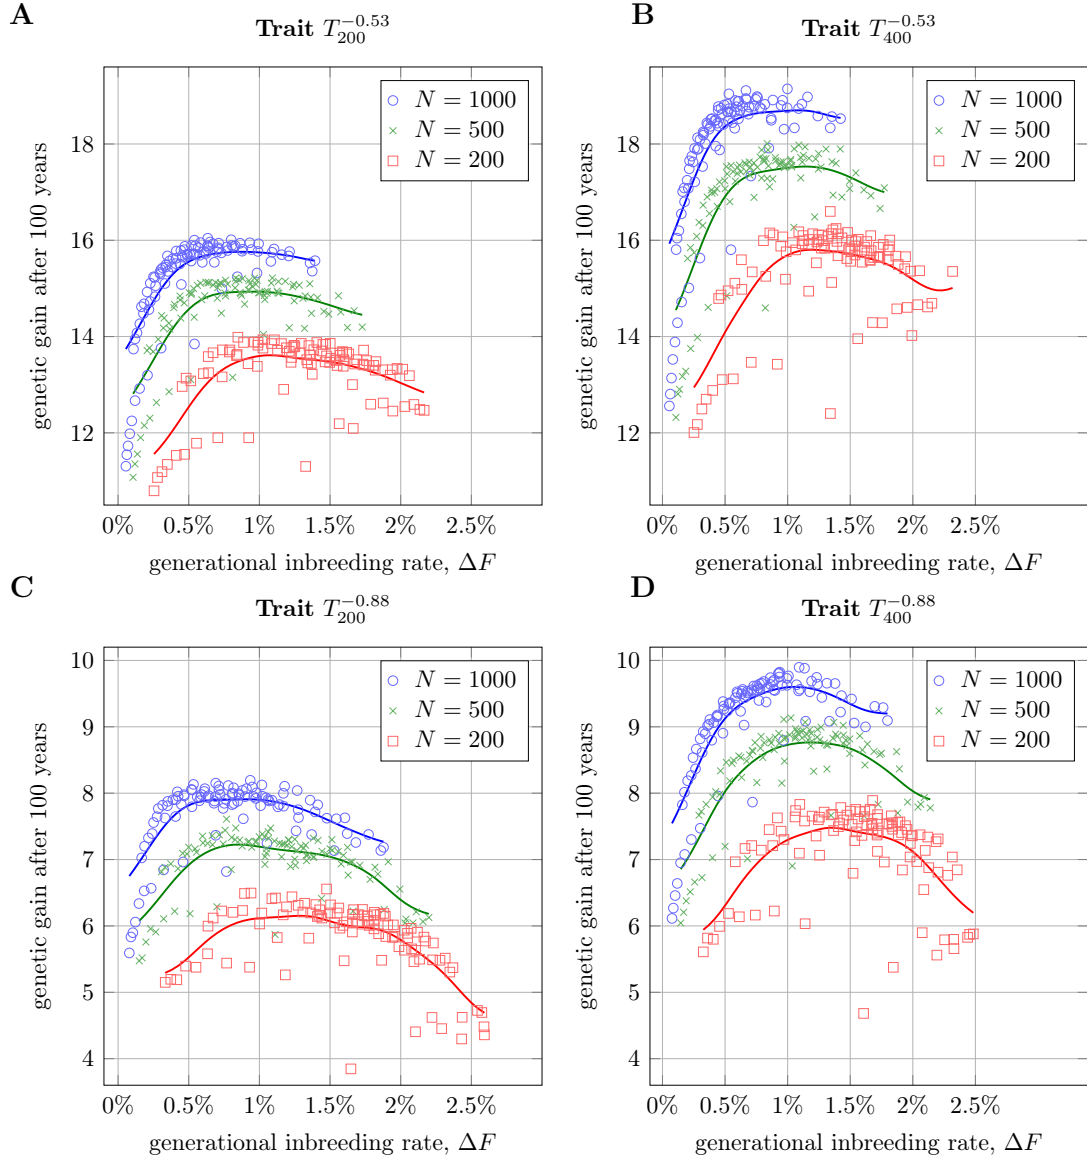 A
Trait $T_{200}^{-0.53}$
genetic gain after 100 years
18
16
14
12
0% 0.5% 1% 1.5% 2% 2.5%
generational inbreeding rate, ΔF
N = 1000
N = 500
N = 200
B
Trait $T_{400}^{-0.53}$
genetic gain after 100 years
18
16
14
12
0% 0.5% 1% 1.5% 2% 2.5%
generational inbreeding rate, ΔF
N = 1000
N = 500
N = 200
C
Trait $T_{200}^{-0.88}$
genetic gain after 100 years
10
9
8
7
6
5
4
0% 0.5% 1% 1.5% 2% 2.5%
generational inbreeding rate, ΔF
N = 1000
N = 500
N = 200
D
Trait $T_{400}^{-0.88}$
genetic gain after 100 years
10
9
8
7
6
5
4
0% 0.5% 1% 1.5% 2% 2.5%
generational inbreeding rate, ΔF
N = 1000
N = 500
N = 200